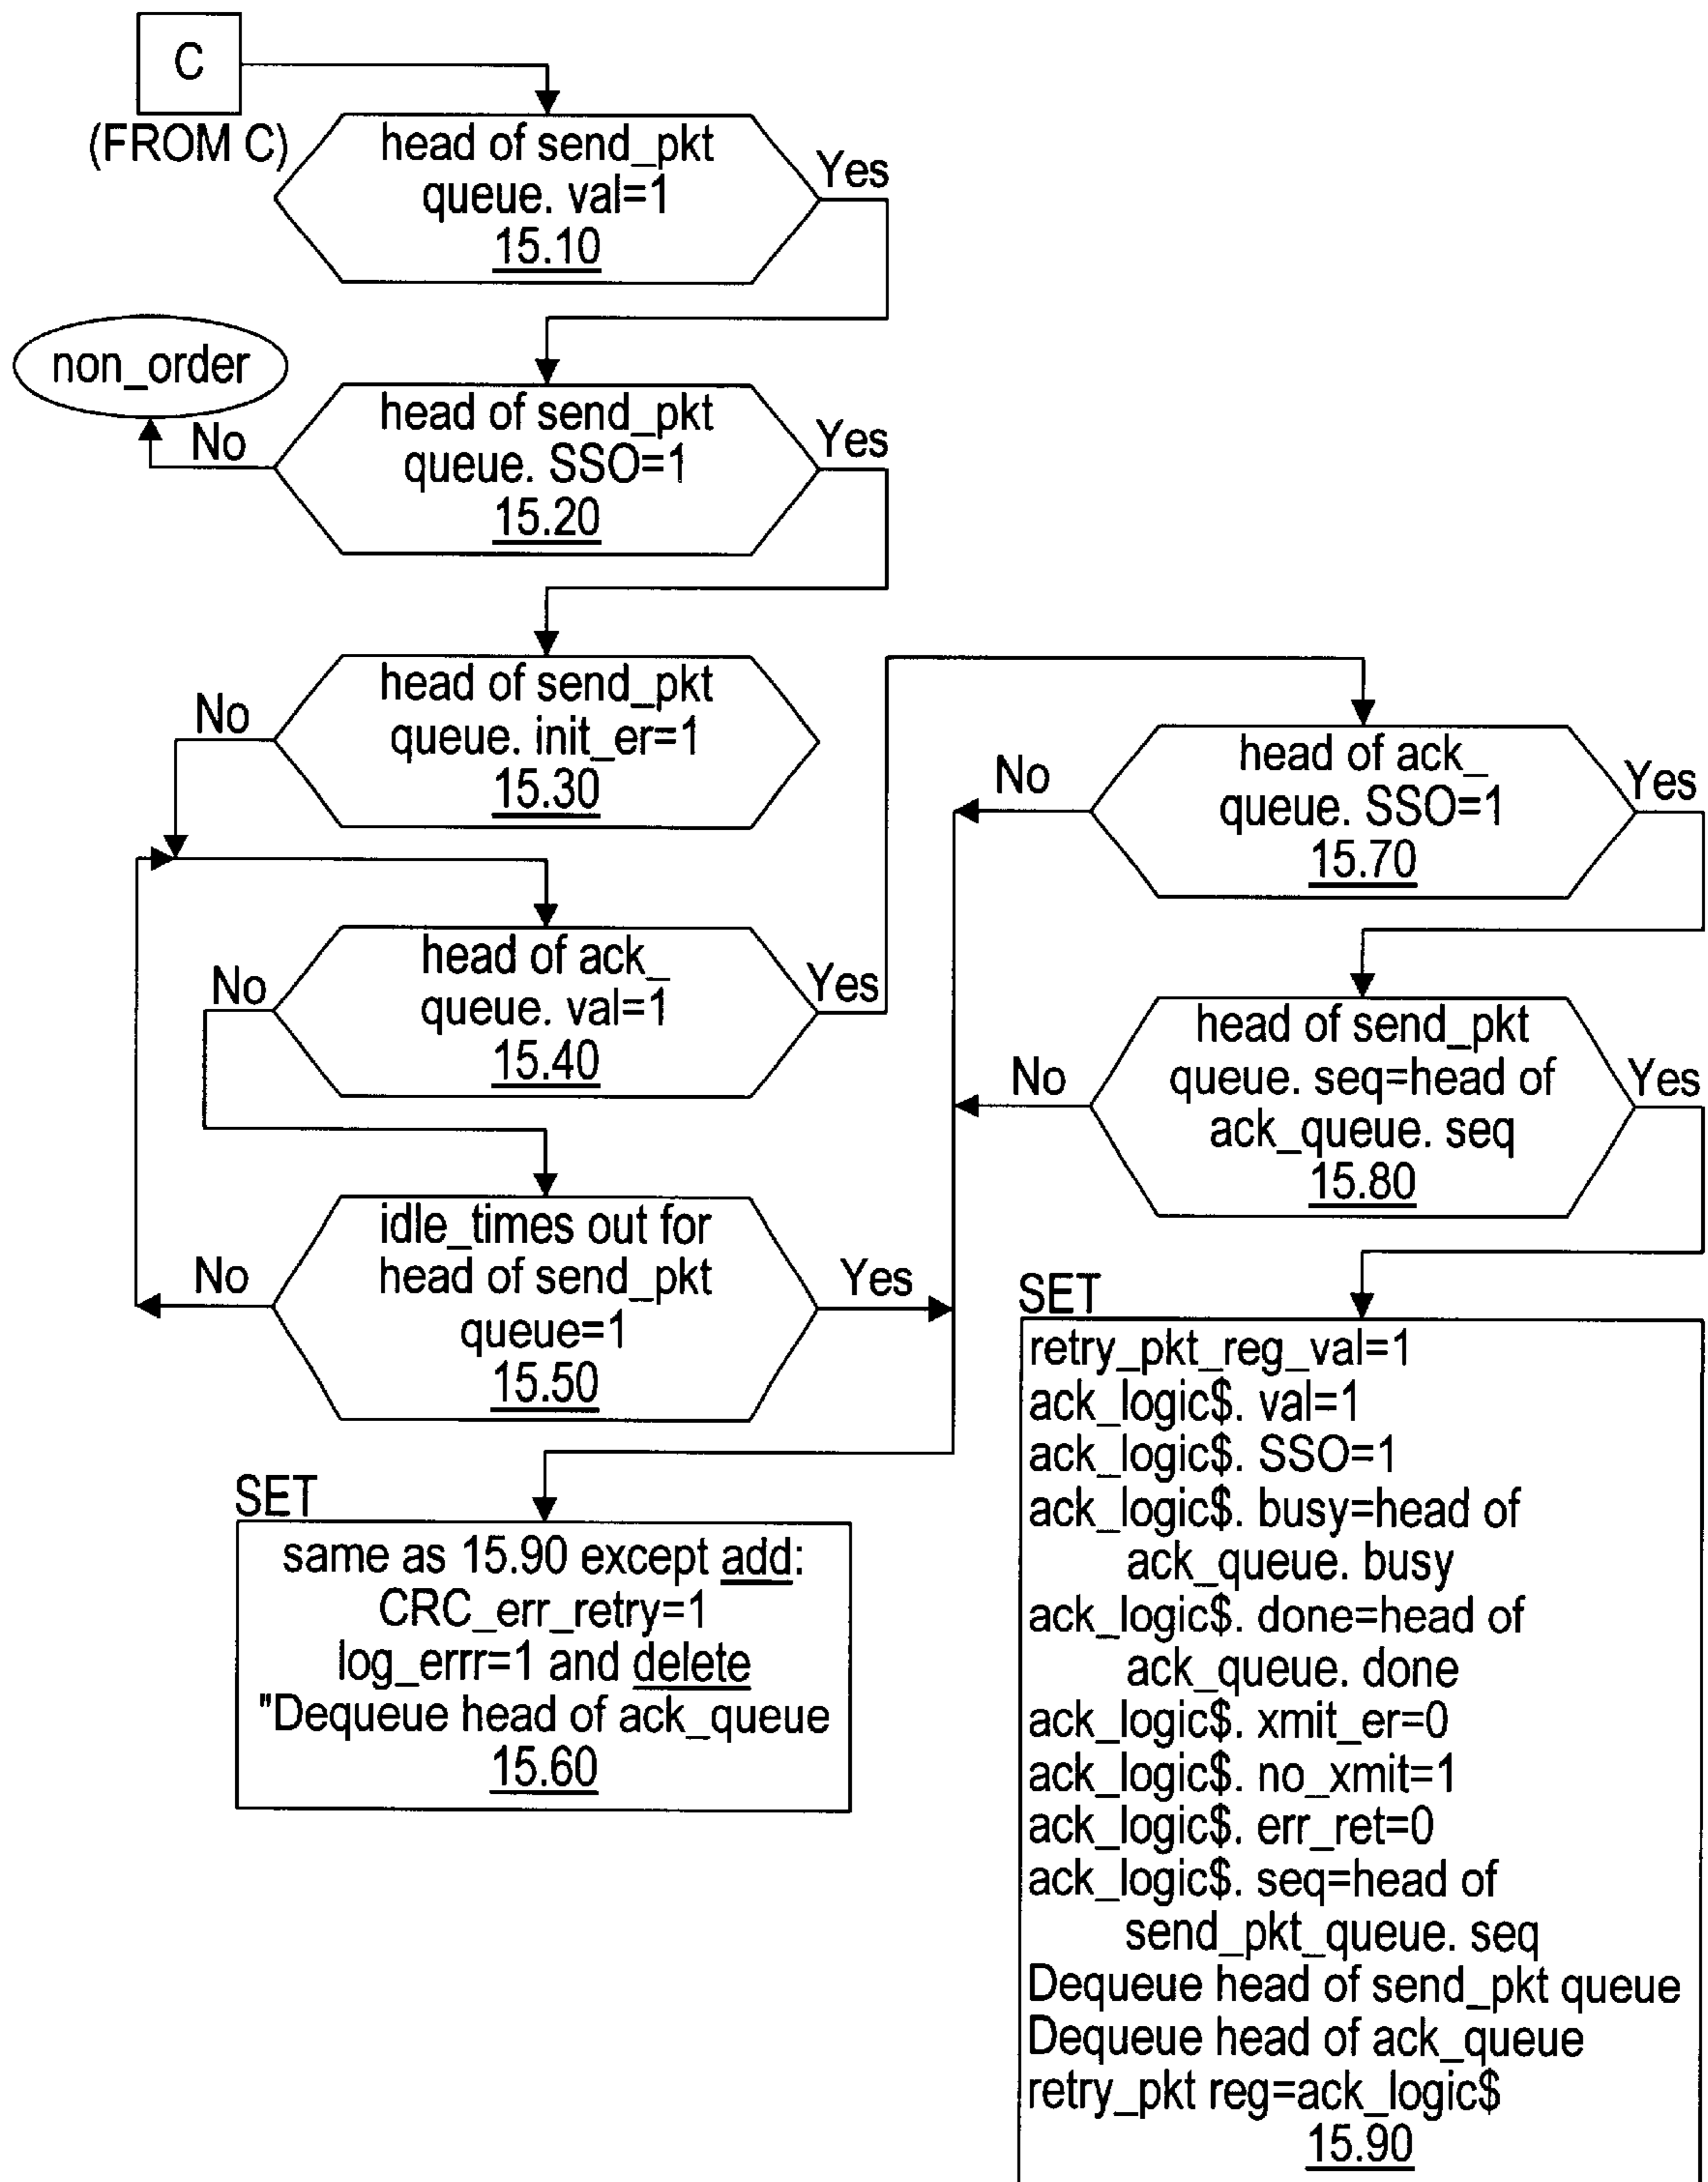 C
(FROM C)
head of send_pkt
queue. val=1
15.10
Yes
non_order
No
head of send_pkt
queue. SSO=1
15.20
Yes
No
head of send_pkt
queue. init_er=1
15.30
No
head of ack_
queue. val=1
15.40
Yes
No
idle_times out for
head of send_pkt
queue=1
15.50
Yes
SET
same as 15.90 except add:
CRC_err_retry=1
log_errr=1 and delete
"Dequeue head of ack_queue
15.60
No
head of ack_
queue. SSO=1
15.70
Yes
No
head of send_pkt
queue. seq=head of
ack_queue. seq
15.80
Yes
SET
retry_pkt_reg_val=1
ack_logic$. val=1
ack_logic$. SSO=1
ack_logic$. busy=head of
ack_queue. busy
ack_logic$. done=head of
ack_queue. done
ack_logic$. xmit_er=0
ack_logic$. no_xmit=1
ack_logic$. err_ret=0
ack_logic$. seq=head of
send_pkt_queue. seq
Dequeue head of send_pkt queue
Dequeue head of ack_queue
retry_pkt reg=ack_logic$
15.90